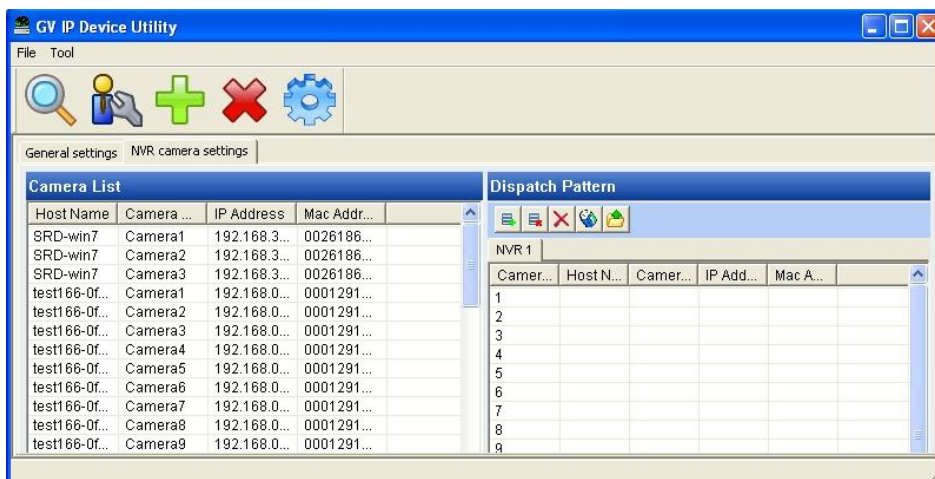 GV IP Device Utility
File Tool
General settings NVR camera settings
Camera List
Host Name Camera ... IP Address Mac Addr...
SRD-win7 Camera1 192.168.3... 0026186...
SRD-win7 Camera2 192.168.3... 0026186...
SRD-win7 Camera3 192.168.3... 0026186...
test166-0f... Camera1 192.168.0... 0001291...
test166-0f... Camera2 192.168.0... 0001291...
test166-0f... Camera3 192.168.0... 0001291...
test166-0f... Camera4 192.168.0... 0001291...
test166-0f... Camera5 192.168.0... 0001291...
test166-0f... Camera6 192.168.0... 0001291...
test166-0f... Camera7 192.168.0... 0001291...
test166-0f... Camera8 192.168.0... 0001291...
test166-0f... Camera9 192.168.0... 0001291...
Dispatch Pattern
NVR 1
Camer... Host N... Camer... IP Add... Mac A...
1
2
3
4
5
6
7
8
9